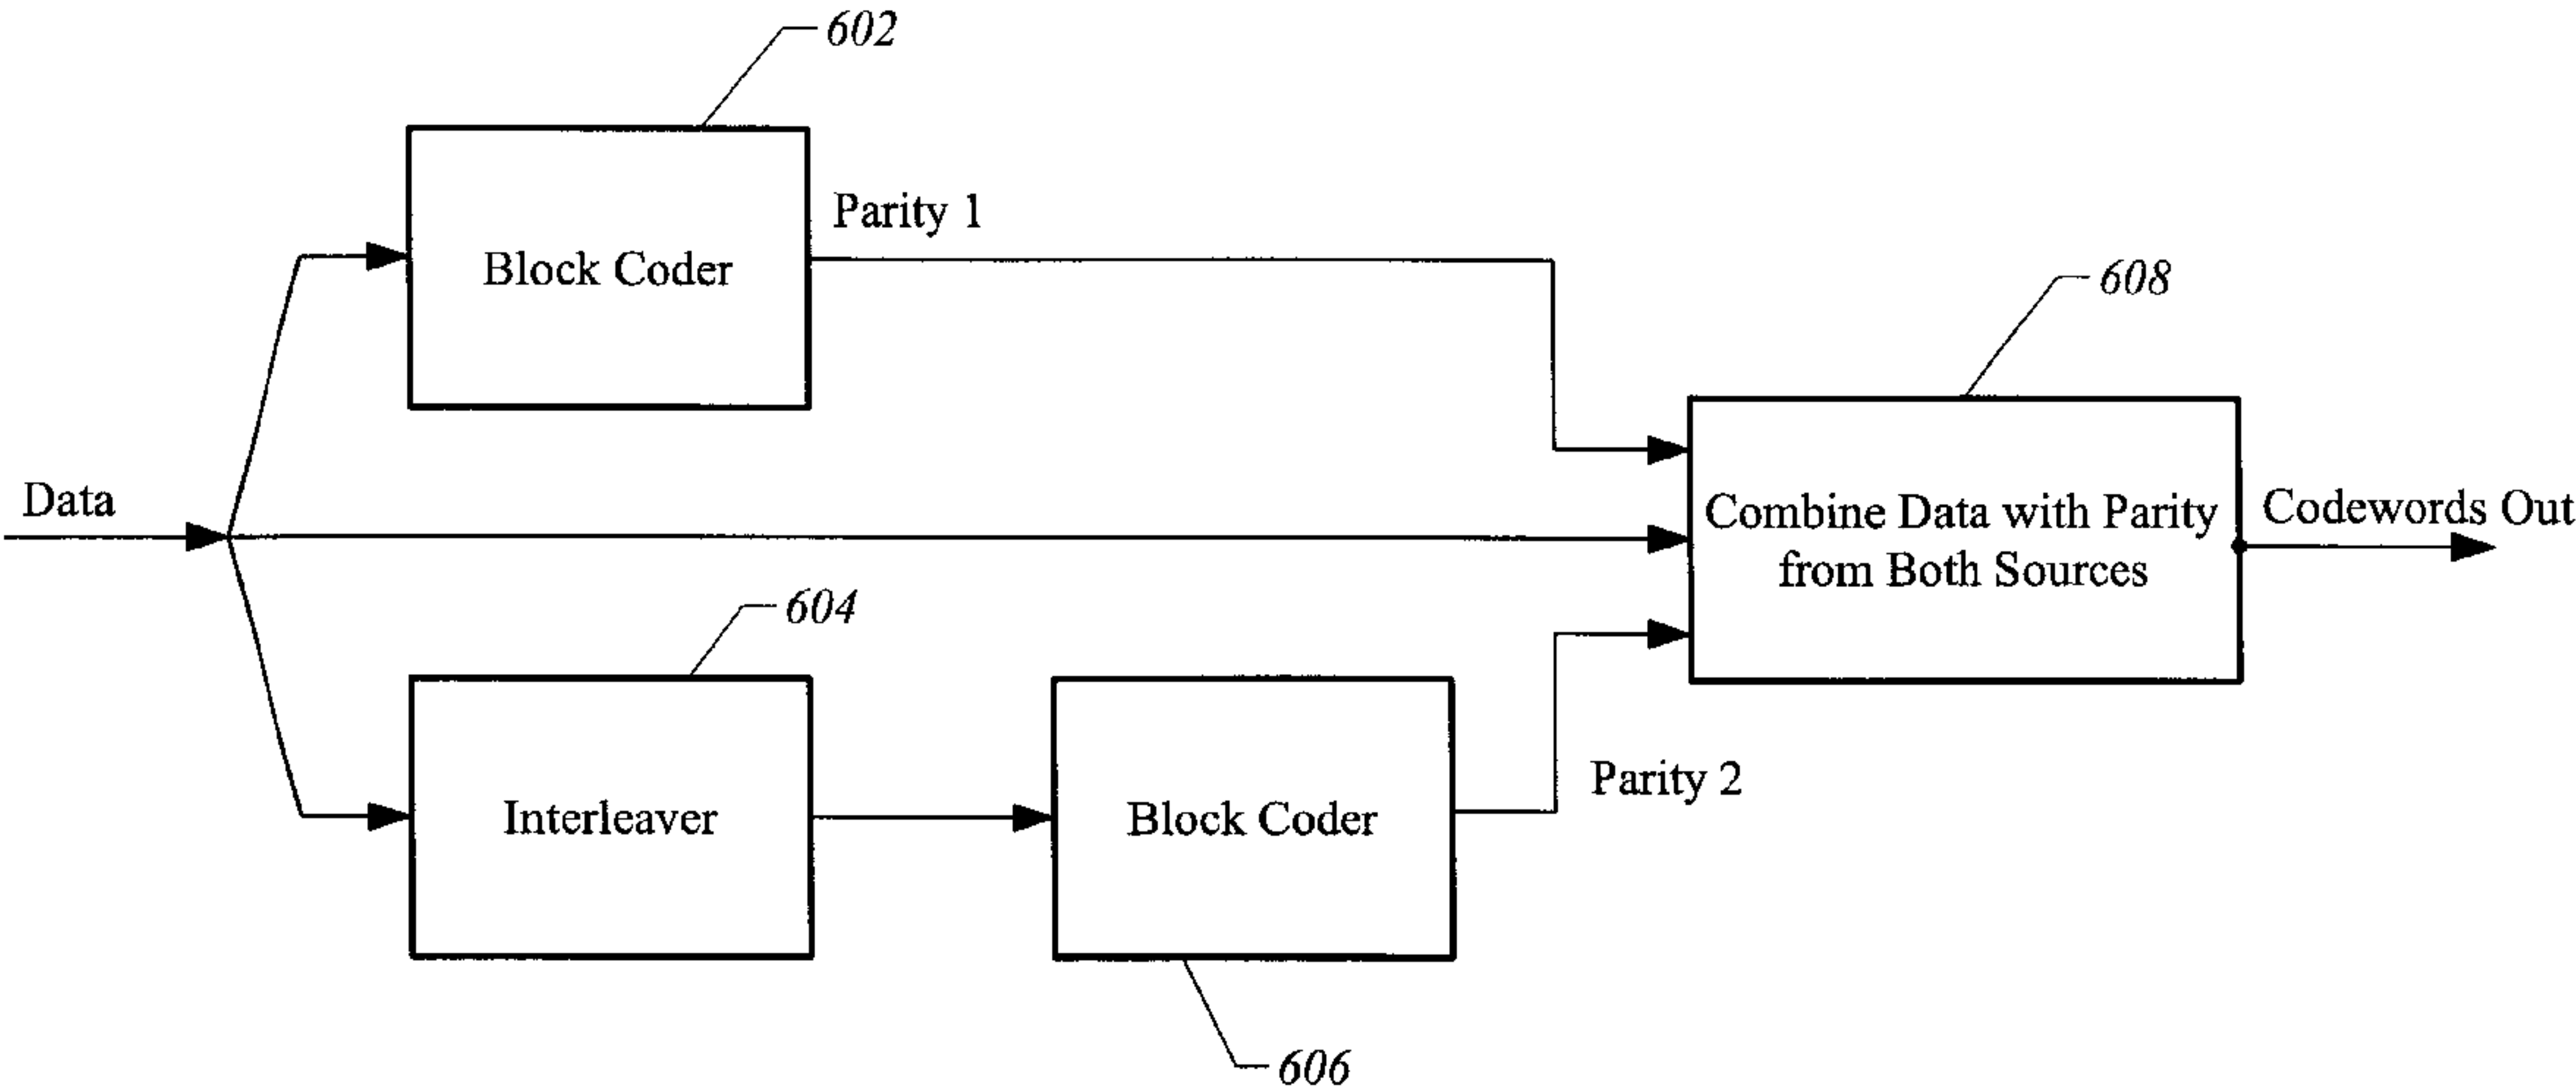 602
Parity 1
Block Coder
608
Data
Combine Data with Parity
from Both Sources
Codewords Out
604
Interleaver
Block Coder
Parity 2
606